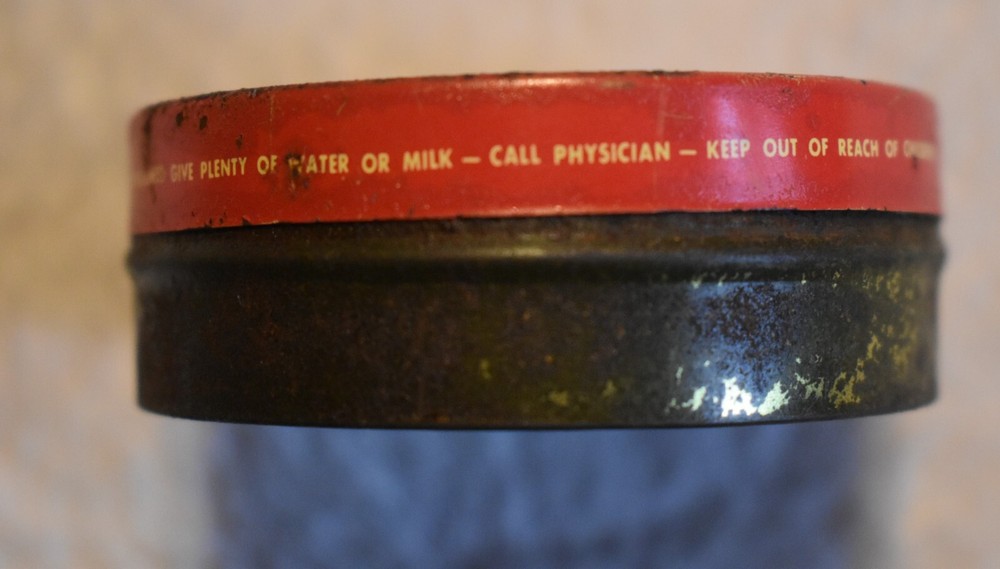 GIVE PLENTY OF WATER OR MILK — CALL PHYSICIAN — KEEP OUT OF REACH OF